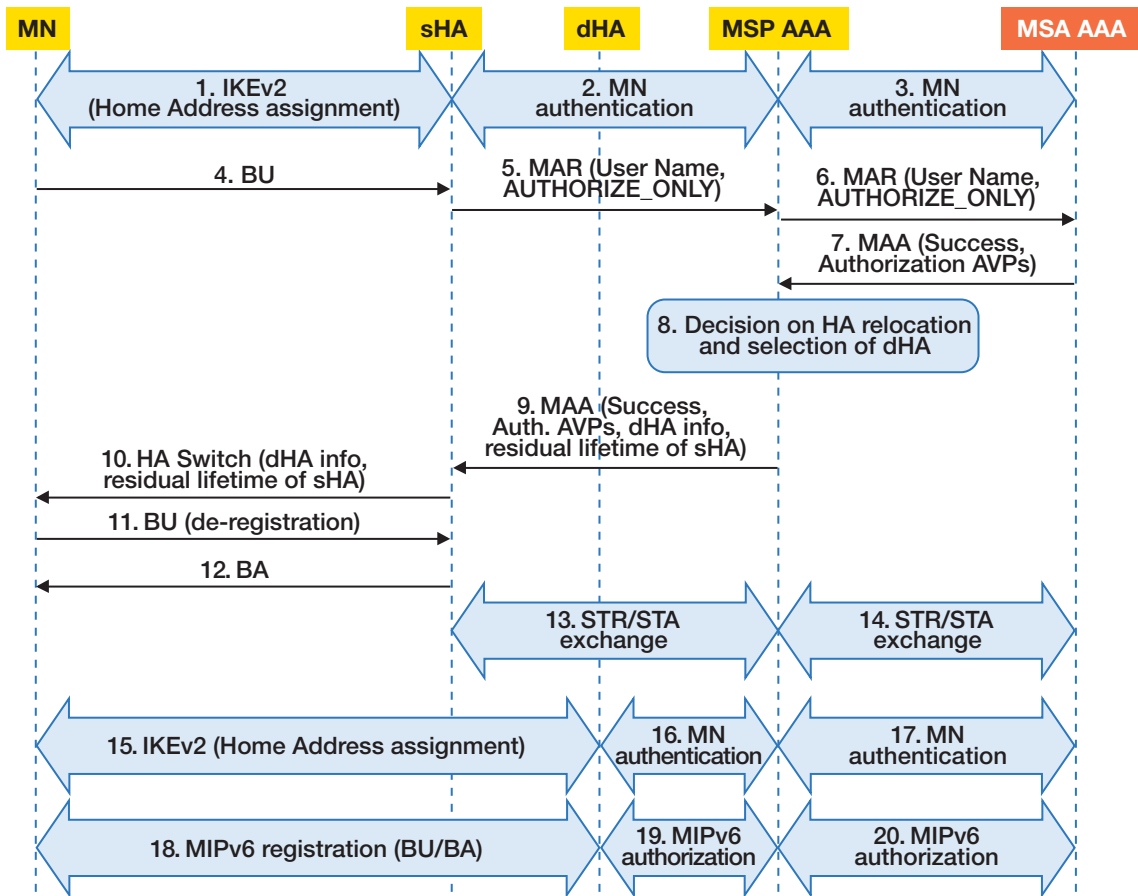 MN
sHA
dHA
MSP AAA
MSA AAA
1. IKEv2
(Home Address assignment)
2. MN
authentication
3. MN
authentication
4. BU
5. MAR (User Name,
AUTHORIZE_ONLY)
6. MAR (User Name,
AUTHORIZE_ONLY)
7. MAA (Success,
Authorization AVPs)
8. Decision on HA relocation
and selection of dHA
9. MAA (Success,
Auth. AVPs, dHA info,
residual lifetime of sHA)
10. HA Switch (dHA info,
residual lifetime of sHA)
11. BU (de-registration)
12. BA
13. STR/STA
exchange
14. STR/STA
exchange
15. IKEv2 (Home Address assignment)
16. MN
authentication
17. MN
authentication
18. MIPv6 registration (BU/BA)
19. MIPv6
authorization
20. MIPv6
authorization